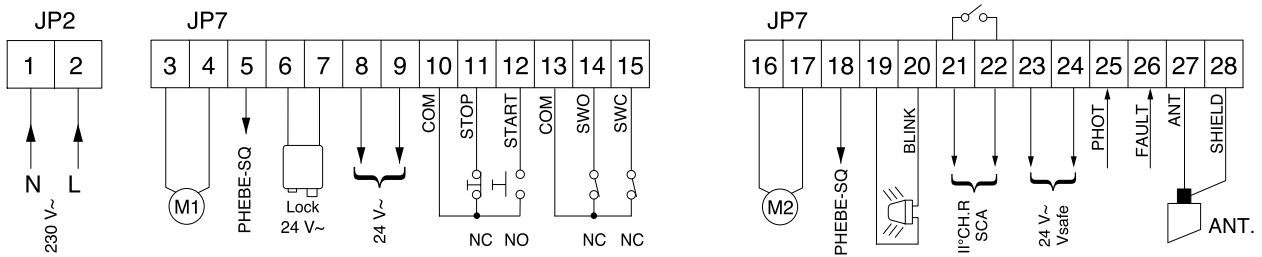 JP2
1 2
N L
230 V~
JP7
3 4 5 6 7 8 9 10 11 12 13 14 15
M1
PHEBE-SQ
Lock
24 V~
24 V~
COM
STOP
START
COM
SWO
SWC
NC NO NC NC
JP7
16 17 18 19 20 21 22 23 24 25 26 27 28
M2
PHEBE-SQ
BLINK
II°CH.R
SCA
24 V~
Vsafe
PHOT
FAULT
ANT
SHIELD
ANT.